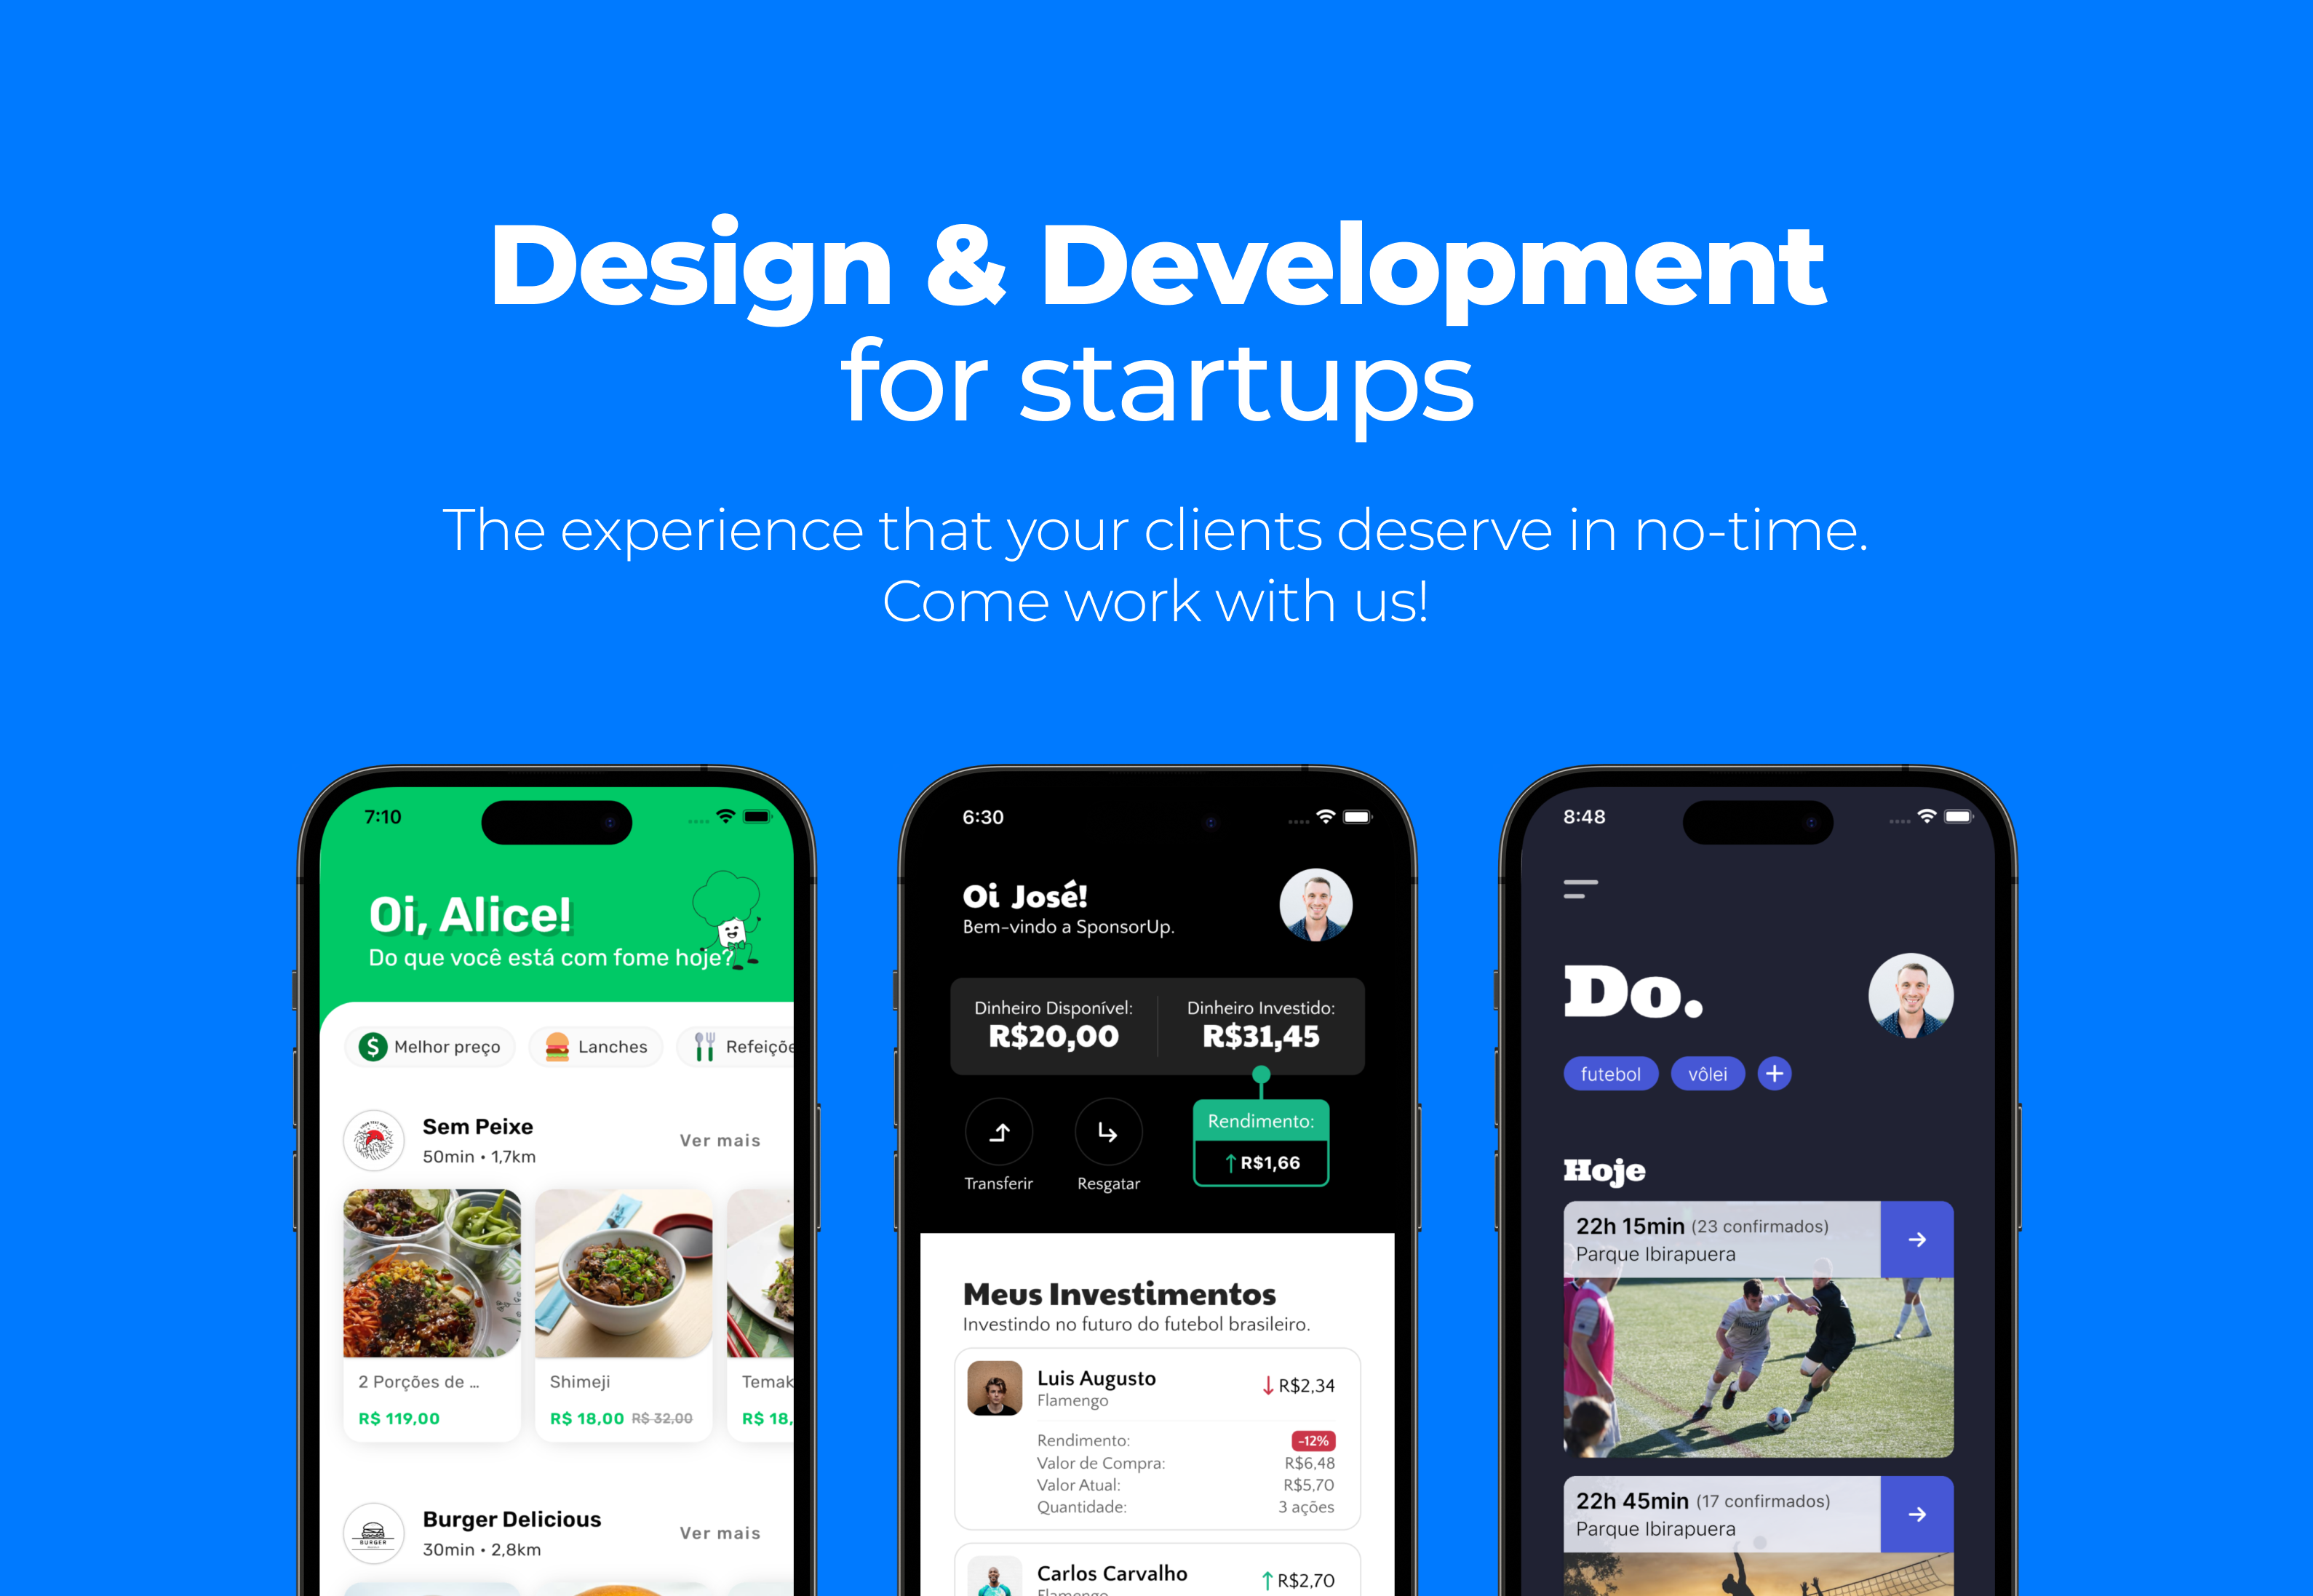 Design & Development
for startups
The experience that your clients deserve in no-time.
Come work with us!
7:10
Oi, Alice!
Do que você está com fome hoje?
Melhor preço
Lanches
Refeiçõe
Sem Peixe
50min • 1,7km
Ver mais
2 Porções de ...
R$ 119,00
Shimeji
R$ 18,00 R$ 32,00
Temak
R$ 18,
Burger Delicious
30min • 2,8km
Ver mais
BURGER
6:30
Oi José!
Bem-vindo a SponsorUp.
Dinheiro Disponível:
R$20,00
Dinheiro Investido:
R$31,45
Transferir
Resgatar
Rendimento:
R$1,66
Meus Investimentos
Investindo no futuro do futebol brasileiro.
Luis Augusto
Flamengo
R$2,34
Rendimento: -12%
Valor de Compra: R$6,48
Valor Atual: R$5,70
Quantidade: 3 ações
Carlos Carvalho
Flamengo
R$2,70
8:48
Do.
futebol
vôlei
Hoje
22h 15min (23 confirmados)
Parque Ibirapuera
22h 45min (17 confirmados)
Parque Ibirapuera